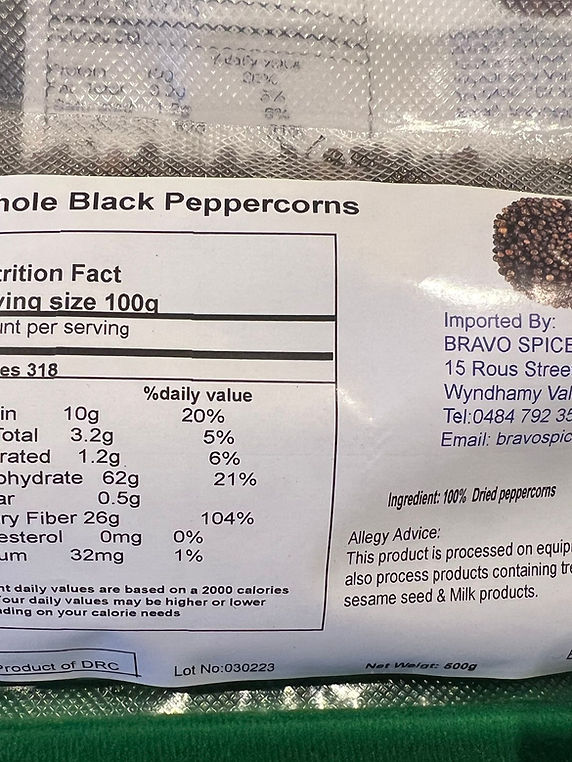 hole Black Peppercorns
trition Fact
ving size 100g
unt per serving
es 318
%daily value
in 10g 20%
Total 3.2g 5%
rated 1.2g 6%
ohydrate 62g 21%
ar 0.5g
ry Fiber 26g 104%
esterol 0mg 0%
um 32mg 1%
nt daily values are based on a 2000 calories
our daily values may be higher or lower
ding on your calorie needs
Product of DRC
Lot No:030223
Imported By:
BRAVO SPICE
15 Rous Stree
Wyndhamy Val
Tel:0484 792 35
Email: bravospic
Ingredient: 100% Dried peppercorns
Allegy Advice:
This product is processed on equip
also process products containing tre
sesame seed & Milk products.
Net Weigt: 500g